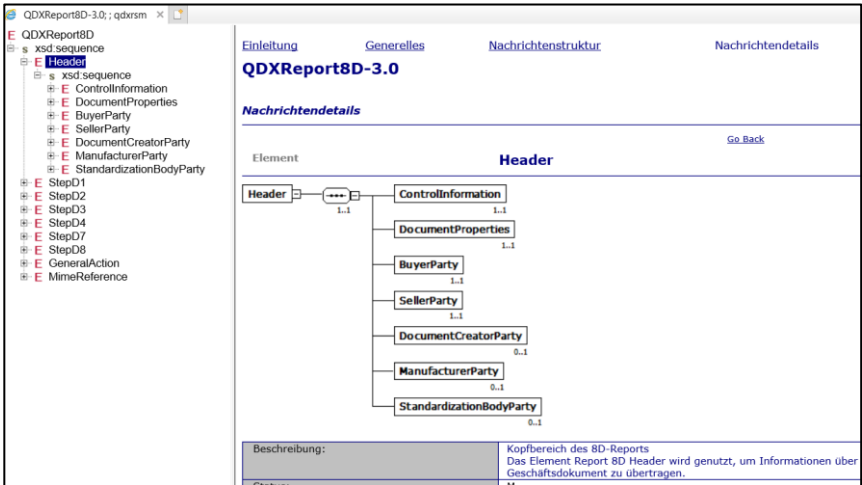 QDXReport8D-3.0; ; qdxrsm
E QDXReport8D
s xsd:sequence
E Header
s xsd:sequence
E ControlInformation
E DocumentProperties
E BuyerParty
E SellerParty
E DocumentCreatorParty
E ManufacturerParty
E StandardizationBodyParty
E StepD1
E StepD2
E StepD3
E StepD4
E StepD7
E StepD8
E GeneralAction
E MimeReference
Einleitung Generelles Nachrichtenstruktur Nachrichtendetails
QDXReport8D-3.0
Nachrichtendetails
Go Back
Element Header
Header
1..1
ControlInformation
1..1
DocumentProperties
1..1
BuyerParty
1..1
SellerParty
1..1
DocumentCreatorParty
0..1
ManufacturerParty
0..1
StandardizationBodyParty
0..1
Beschreibung: Kopfbereich des 8D-Reports
Das Element Report 8D Header wird genutzt, um Informationen über
Geschäftsdokument zu übertragen.